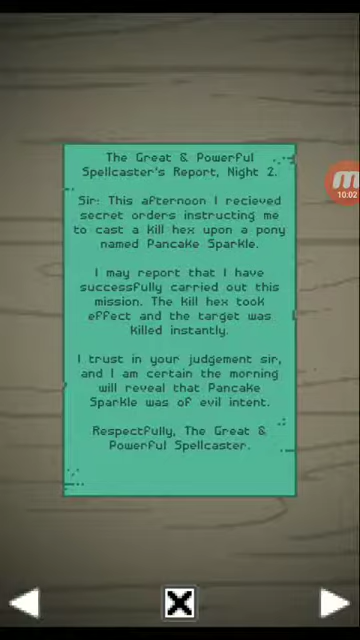 The Great & Powerful
Spellcaster's Report, Night 2.
Sir: This afternoon I recieved
secret orders instructing me
to cast a kill hex upon a pony
named Pancake Sparkle.
I may report that I have
successfully carried out this
mission. The kill hex took
effect and the target was
killed instantly.
I trust in your judgement sir,
and I am certain the morning
will reveal that Pancake
Sparkle was of evil intent.
Respectfully, The Great &
Powerful Spellcaster.
10:02